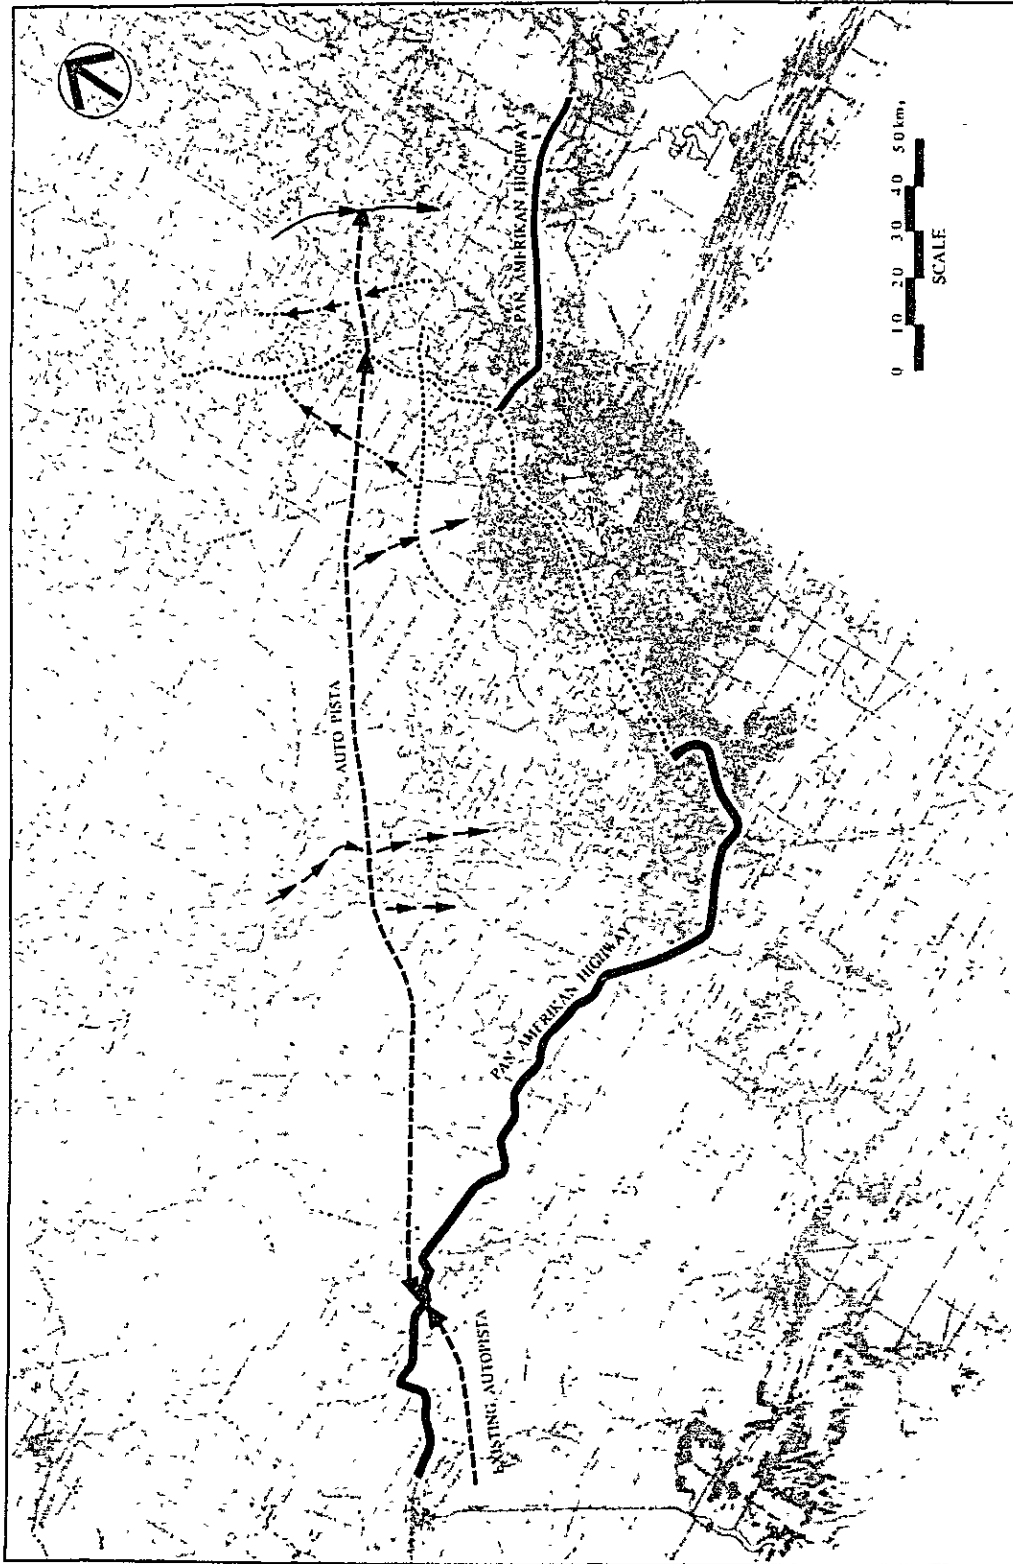 PAN AMERIKAN HIGHWAY
AUTO PISTA
PAN AMERIKAN HIGHWAY
EXISTING AUTOPISTA
0 10 20 30 40 50 km,
SCALE